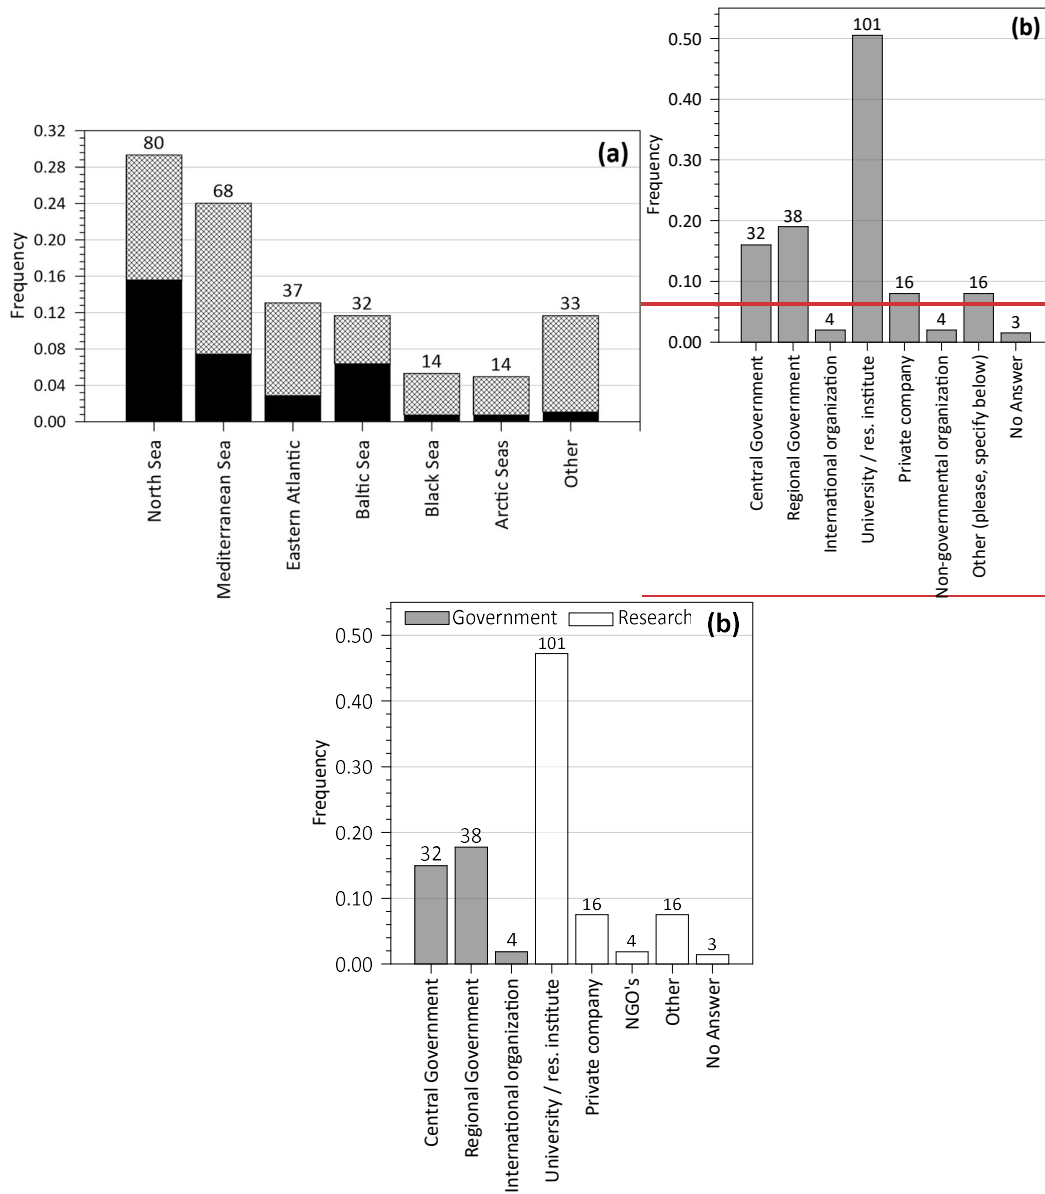 (a)
Frequency
0.32
0.28
0.24
0.20
0.16
0.12
0.08
0.04
0.00
80
68
37
32
14
14
33
North Sea
Mediterranean Sea
Eastern Atlantic
Baltic Sea
Black Sea
Arctic Seas
Other
(b)
Frequency
0.50
0.40
0.30
0.20
0.10
0.00
32
38
4
101
16
4
16
3
Central Government
Regional Government
International organization
University / res. institute
Private company
Non-governmental organization
Other (please, specify below)
No Answer
Government Research (b)
Frequency
0.50
0.40
0.30
0.20
0.10
0.00
32
38
4
101
16
4
16
3
Central Government
Regional Government
International organization
University / res. institute
Private company
NGO's
Other
No Answer